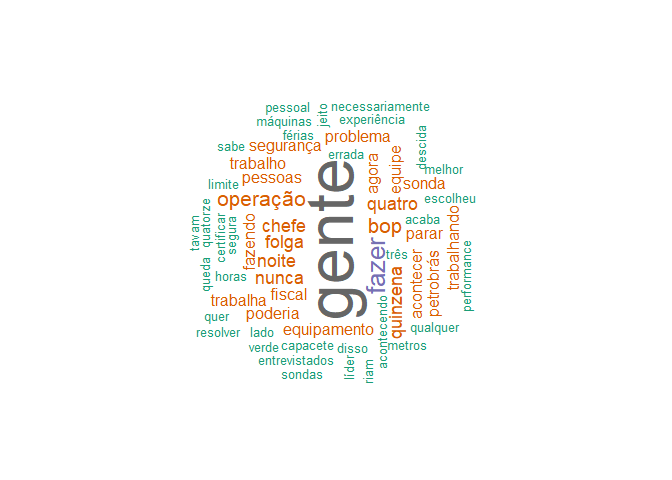 pessoal
jeito
necessariamente
máquinas
experiência
férias
problema
descida
sabe
segurança
errada
agora
equipe
trabalho
melhor
pessoas
gente
sonda
limite
operação
quatro
escolheu
tavam
quatorze
certificar
segura
fazendo
chefe
bop
acaba
parar
trabalhando
folga
fazer
noite
três
acontecer
petrobrás
performance
queda
horas
nunca
quinzena
trabalha
fiscal
poderia
acontecendo
quer
equipamento
qualquer
resolver
lado
verde
capacete
disso
metros
entrevistados
líder
riam
sondas